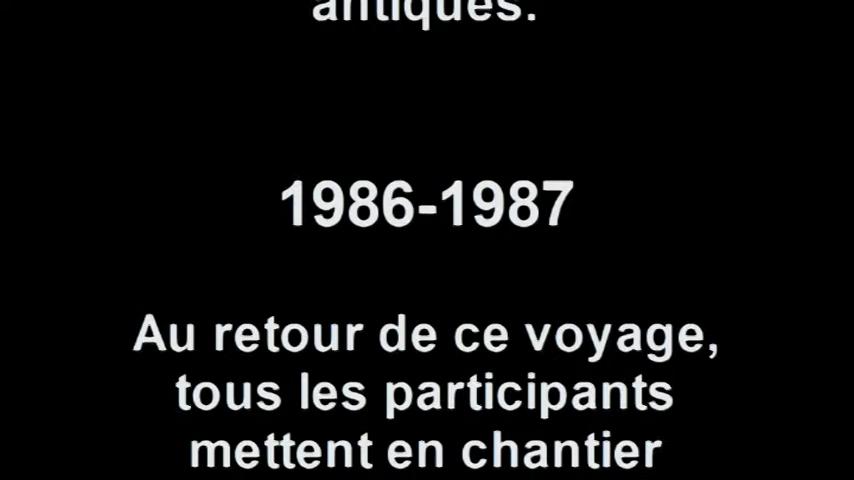 antiques.
1986-1987
Au retour de ce voyage,
tous les participants
mettent en chantier